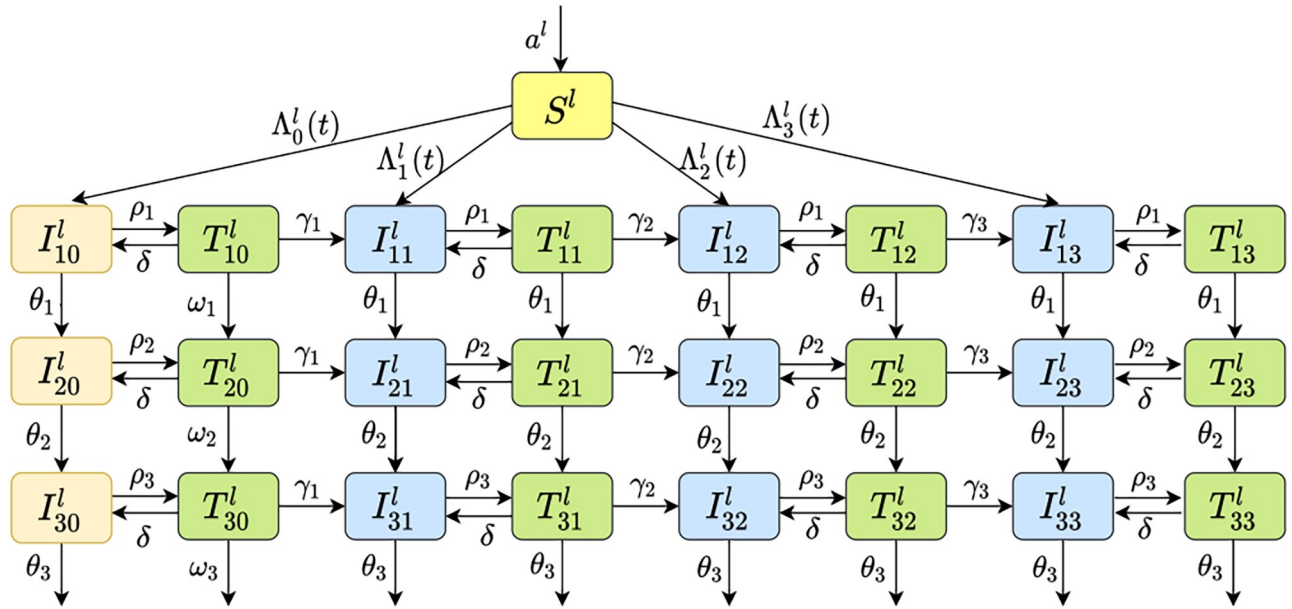 a^l
S^l
Λ_0^l(t) Λ_1^l(t) Λ_2^l(t) Λ_3^l(t)
I_10^l ρ_1 δ T_10^l γ_1 I_11^l ρ_1 δ T_11^l γ_2 I_12^l ρ_1 δ T_12^l γ_3 I_13^l ρ_1 δ T_13^l
θ_1 ω_1 θ_1 θ_1 θ_1 θ_1 θ_1 θ_1
I_20^l ρ_2 δ T_20^l γ_1 I_21^l ρ_2 δ T_21^l γ_2 I_22^l ρ_2 δ T_22^l γ_3 I_23^l ρ_2 δ T_23^l
θ_2 ω_2 θ_2 θ_2 θ_2 θ_2 θ_2 θ_2
I_30^l ρ_3 δ T_30^l γ_1 I_31^l ρ_3 δ T_31^l γ_2 I_32^l ρ_3 δ T_32^l γ_3 I_33^l ρ_3 δ T_33^l
θ_3 ω_3 θ_3 θ_3 θ_3 θ_3 θ_3 θ_3